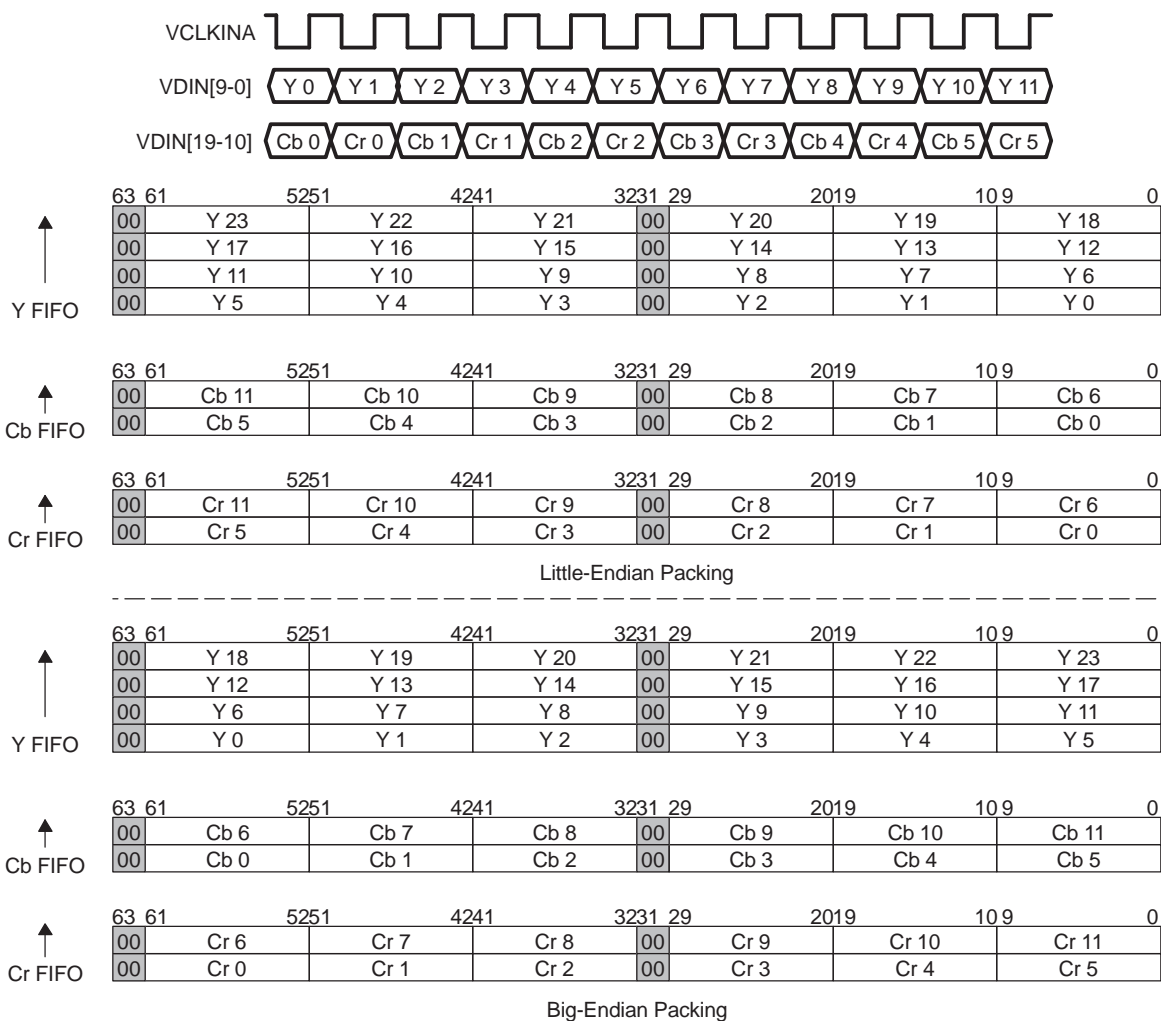 VCLKINA
VDIN[9-0] Y 0 Y 1 Y 2 Y 3 Y 4 Y 5 Y 6 Y 7 Y 8 Y 9 Y 10 Y 11
VDIN[19-10] Cb 0 Cr 0 Cb 1 Cr 1 Cb 2 Cr 2 Cb 3 Cr 3 Cb 4 Cr 4 Cb 5 Cr 5
63 61 5251 4241 3231 29 2019 10 9 0
00 Y 23 Y 22 Y 21 00 Y 20 Y 19 Y 18
00 Y 17 Y 16 Y 15 00 Y 14 Y 13 Y 12
00 Y 11 Y 10 Y 9 00 Y 8 Y 7 Y 6
Y FIFO 00 Y 5 Y 4 Y 3 00 Y 2 Y 1 Y 0
63 61 5251 4241 3231 29 2019 10 9 0
00 Cb 11 Cb 10 Cb 9 00 Cb 8 Cb 7 Cb 6
Cb FIFO 00 Cb 5 Cb 4 Cb 3 00 Cb 2 Cb 1 Cb 0
63 61 5251 4241 3231 29 2019 10 9 0
00 Cr 11 Cr 10 Cr 9 00 Cr 8 Cr 7 Cr 6
Cr FIFO 00 Cr 5 Cr 4 Cr 3 00 Cr 2 Cr 1 Cr 0
Little-Endian Packing
63 61 5251 4241 3231 29 2019 10 9 0
00 Y 18 Y 19 Y 20 00 Y 21 Y 22 Y 23
00 Y 12 Y 13 Y 14 00 Y 15 Y 16 Y 17
00 Y 6 Y 7 Y 8 00 Y 9 Y 10 Y 11
Y FIFO 00 Y 0 Y 1 Y 2 00 Y 3 Y 4 Y 5
63 61 5251 4241 3231 29 2019 10 9 0
00 Cb 6 Cb 7 Cb 8 00 Cb 9 Cb 10 Cb 11
Cb FIFO 00 Cb 0 Cb 1 Cb 2 00 Cb 3 Cb 4 Cb 5
63 61 5251 4241 3231 29 2019 10 9 0
00 Cr 6 Cr 7 Cr 8 00 Cr 9 Cr 10 Cr 11
Cr FIFO 00 Cr 0 Cr 1 Cr 2 00 Cr 3 Cr 4 Cr 5
Big-Endian Packing